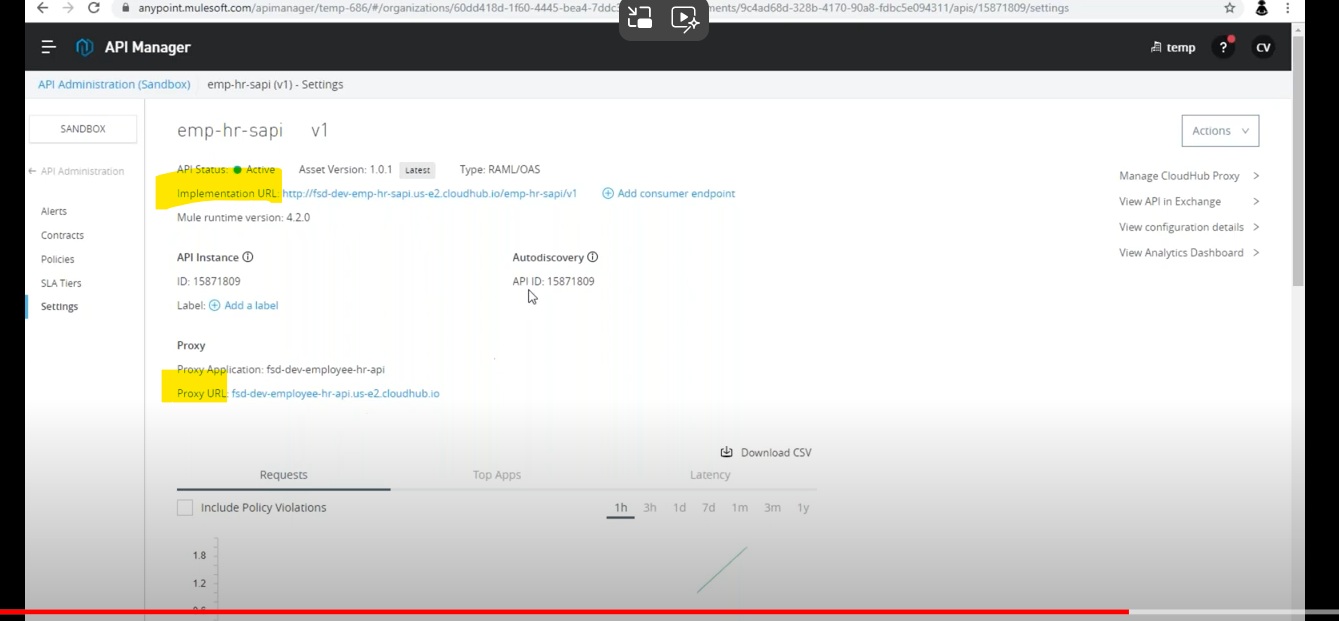 anypoint.mulesoft.com/apimanager/temp-686/#/organizations/60dd418d-1f60-4445-bea4-7ddc ments/9c4ad68d-328b-4170-90a8-fdbc5e094311/apis/15871809/settings
API Manager
temp
?
CV
API Administration (Sandbox)
emp-hr-sapi (v1) - Settings
SANDBOX
emp-hr-sapi v1
Actions
API Status: Active
Asset Version: 1.0.1
Latest
Type: RAML/OAS
← API Administration
Manage CloudHub Proxy >
Implementation URL: http://fsd-dev-emp-hr-sapi.us-e2.cloudhub.io/emp-hr-sapi/v1
Add consumer endpoint
View API in Exchange >
Alerts
Mule runtime version: 4.2.0
View configuration details >
Contracts
View Analytics Dashboard >
Policies
API Instance
Autodiscovery
SLA Tiers
ID: 15871809
API ID: 15871809
Settings
Label: Add a label
Proxy
Proxy Application: fsd-dev-employee-hr-api
Proxy URL: fsd-dev-employee-hr-api.us-e2.cloudhub.io
Download CSV
Requests
Top Apps
Latency
Include Policy Violations
1h 3h 1d 7d 1m 3m 1y
1.8
1.2